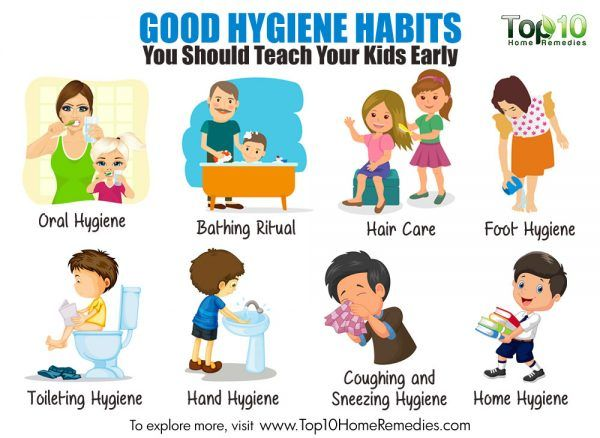 GOOD HYGIENE HABITS
You Should Teach Your Kids Early
Top10
Home Remedies
Oral Hygiene
Bathing Ritual
Hair Care
Foot Hygiene
Toileting Hygiene
Hand Hygiene
Coughing and
Sneezing Hygiene
Home Hygiene
To explore more, visit www.Top10HomeRemedies.com